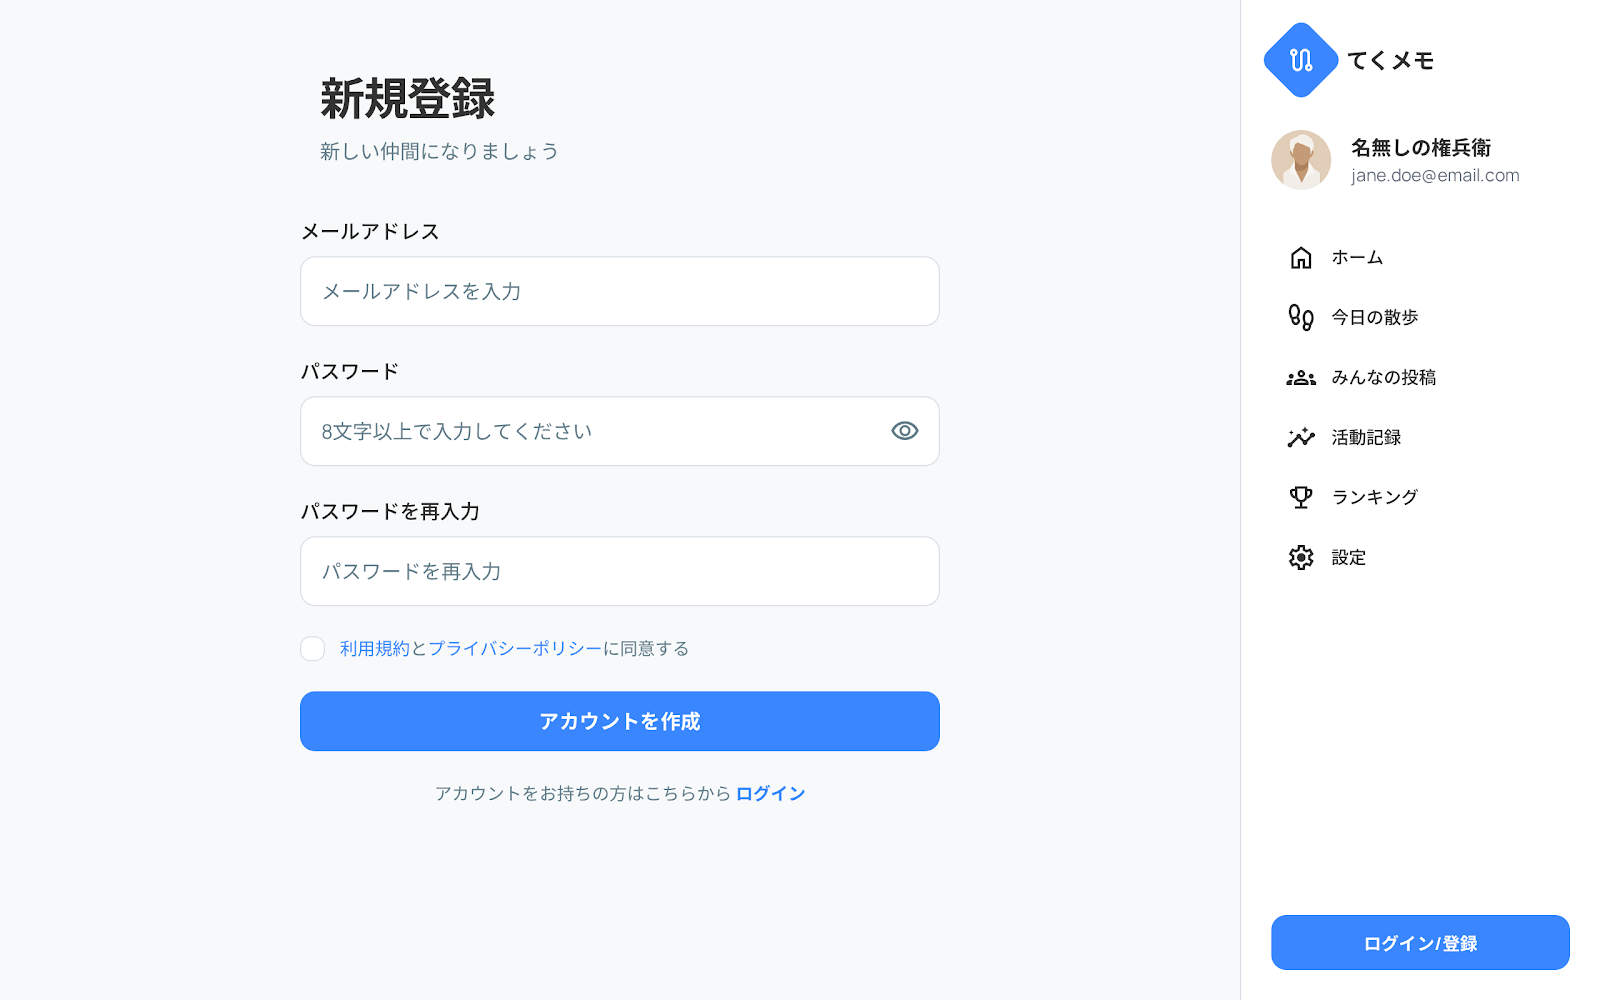 新規登録
新しい仲間になりましょう
メールアドレス
メールアドレスを入力
パスワード
8文字以上で入力してください
パスワードを再入力
パスワードを再入力
利用規約とプライバシーポリシーに同意する
アカウントを作成
アカウントをお持ちの方はこちらから ログイン
てくメモ
名無しの権兵衛
jane.doe@email.com
ホーム
今日の散歩
みんなの投稿
活動記録
ランキング
設定
ログイン/登録